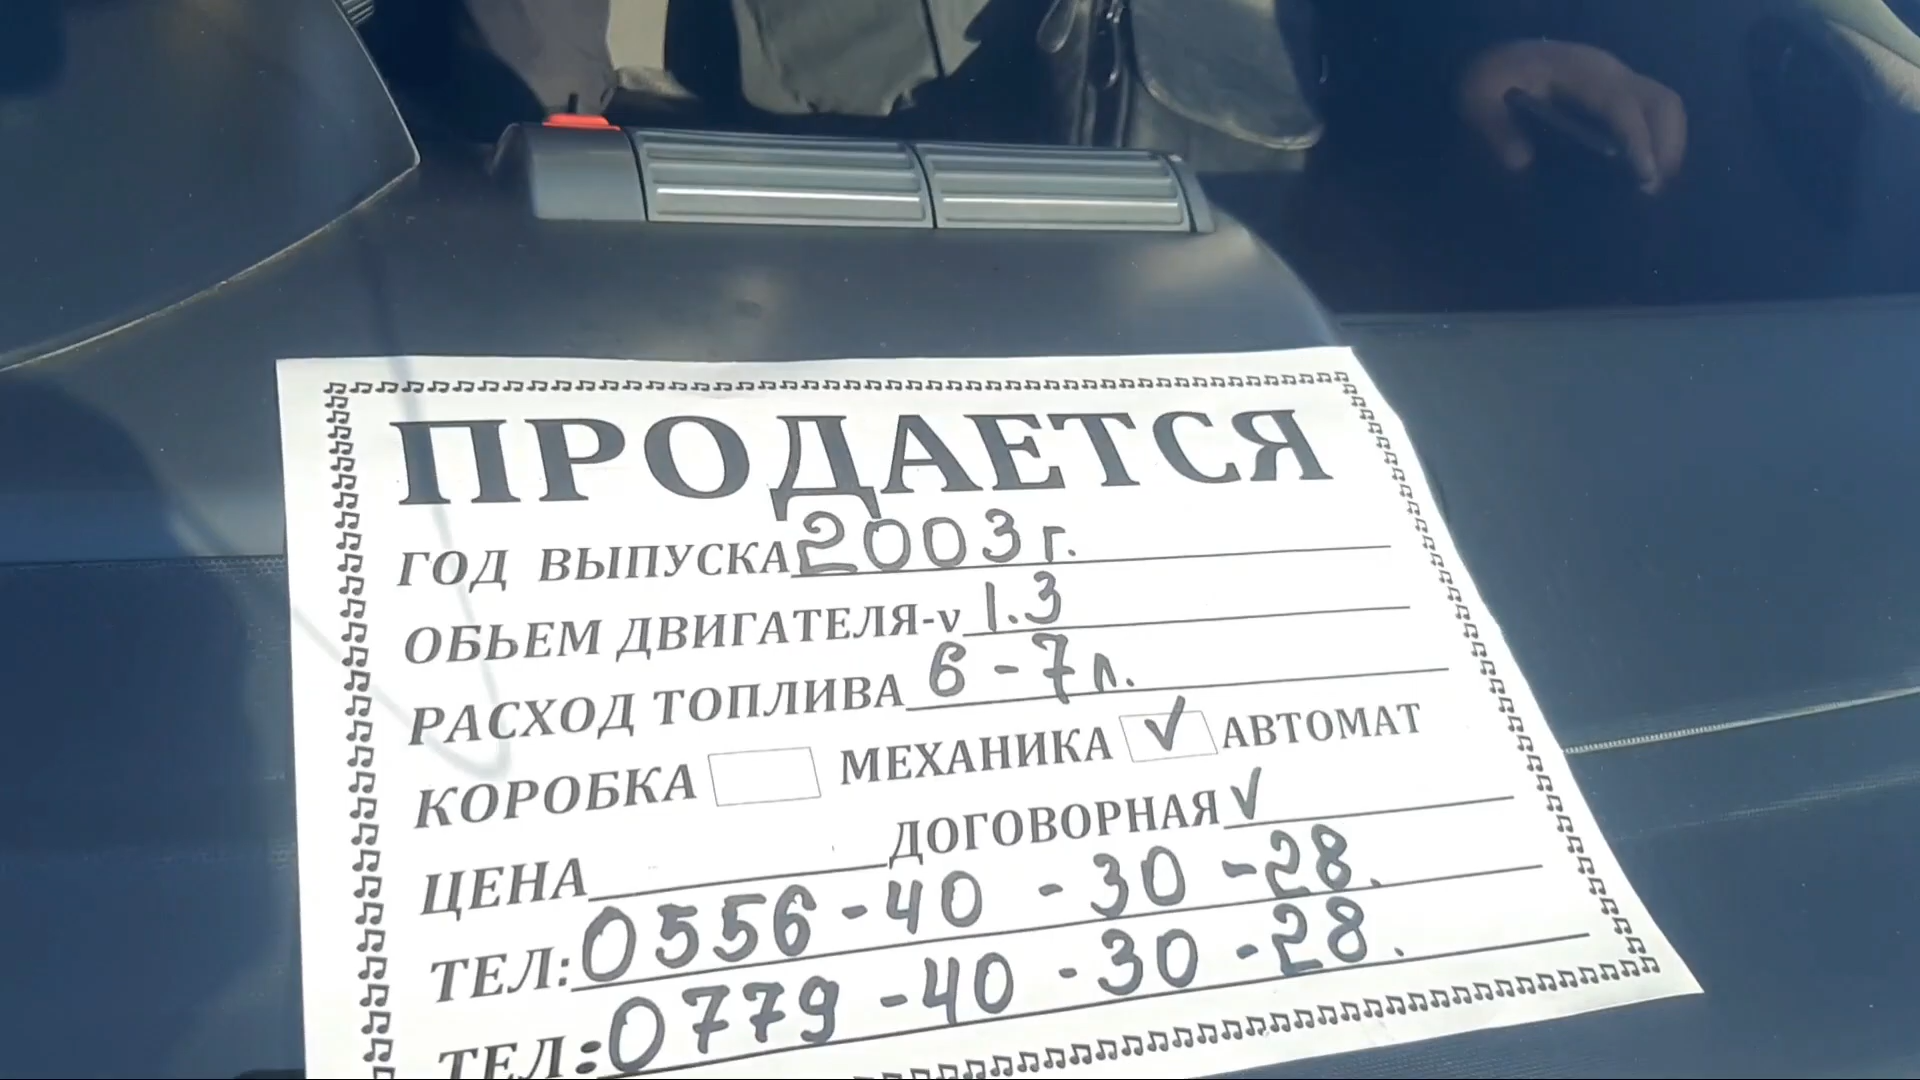 ПРОДАЕТСЯ
ГОД ВЫПУСКА 2003 г.
ОБЬЕМ ДВИГАТЕЛЯ-v 1.3
РАСХОД ТОПЛИВА 6-7 л.
КОРОБКА МЕХАНИКА ✓ АВТОМАТ
ЦЕНА ДОГОВОРНАЯ ✓
ТЕЛ: 0556-40-30-28.
ТЕЛ: 0779-40-30-28.